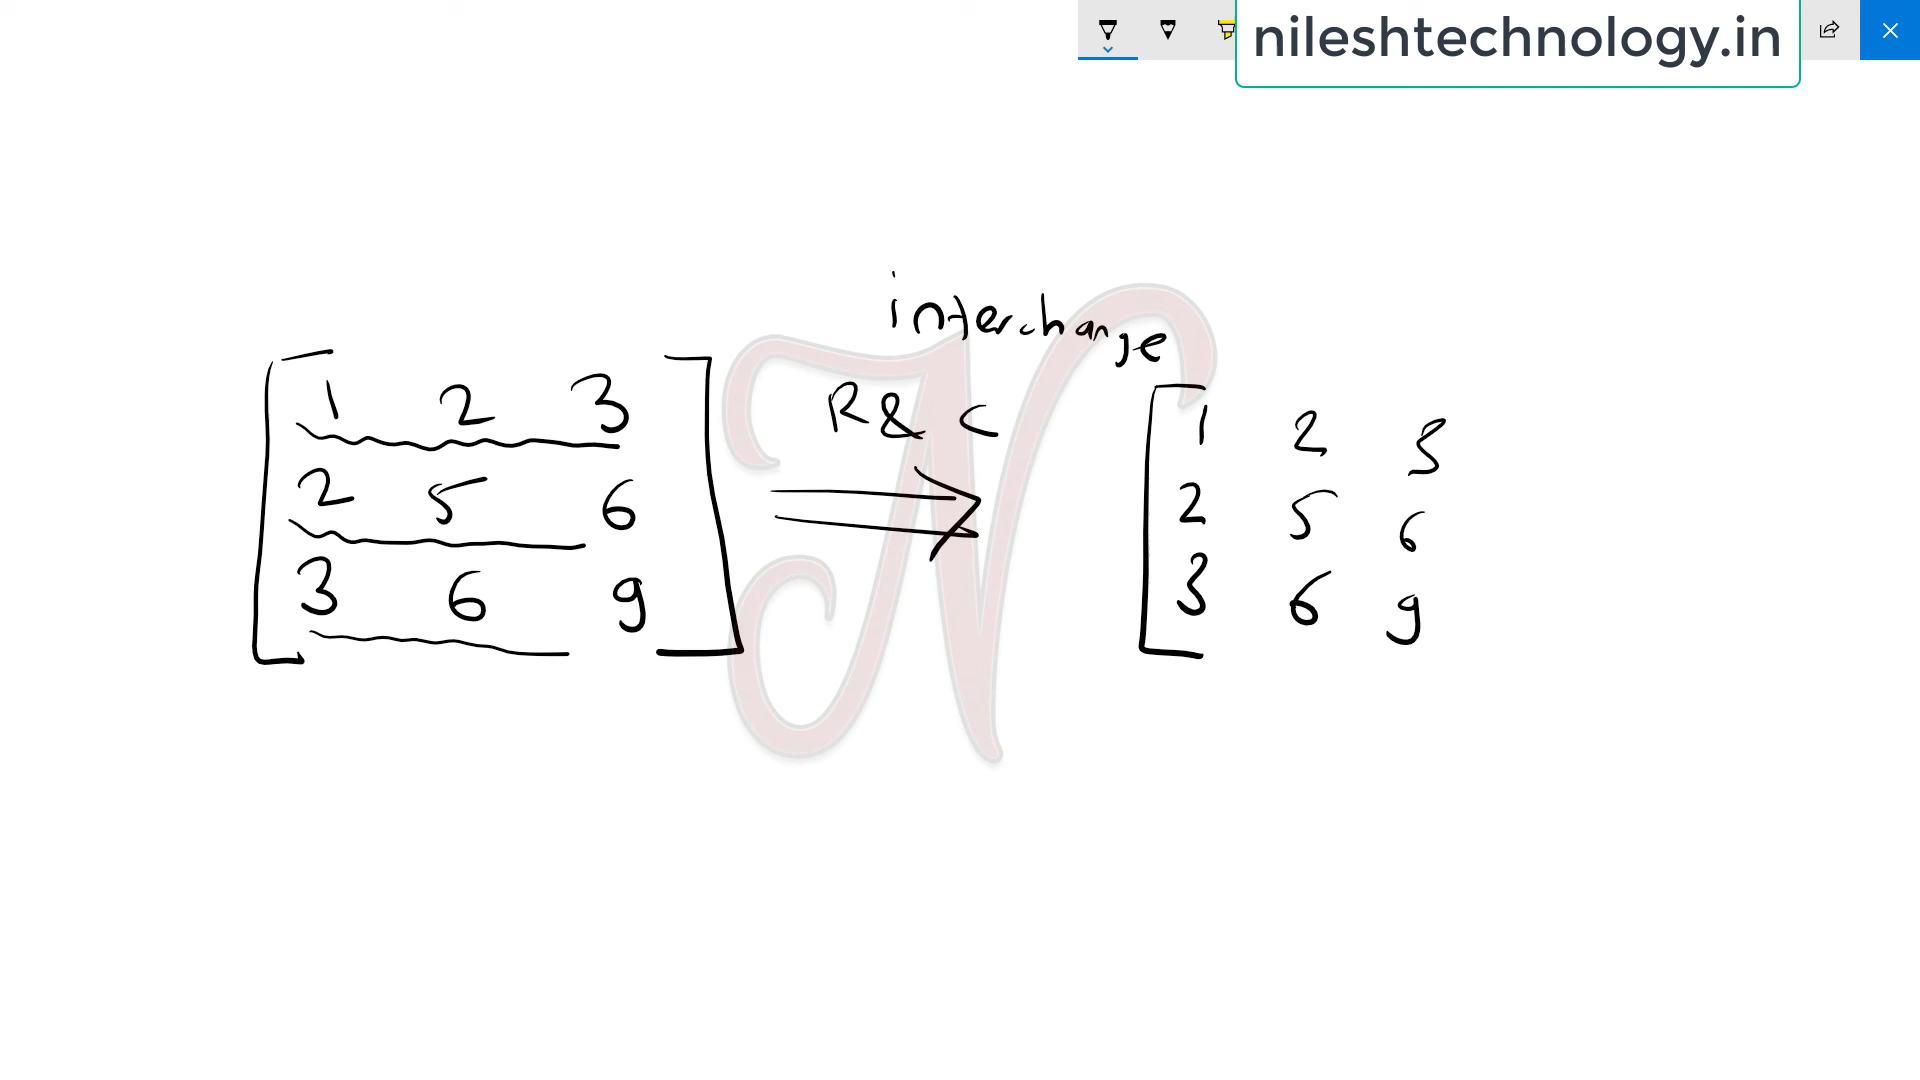 nileshtechnology.in
interchange
1 2 3
2 5 6
3 6 9
R & C
1 2 3
2 5 6
3 6 9